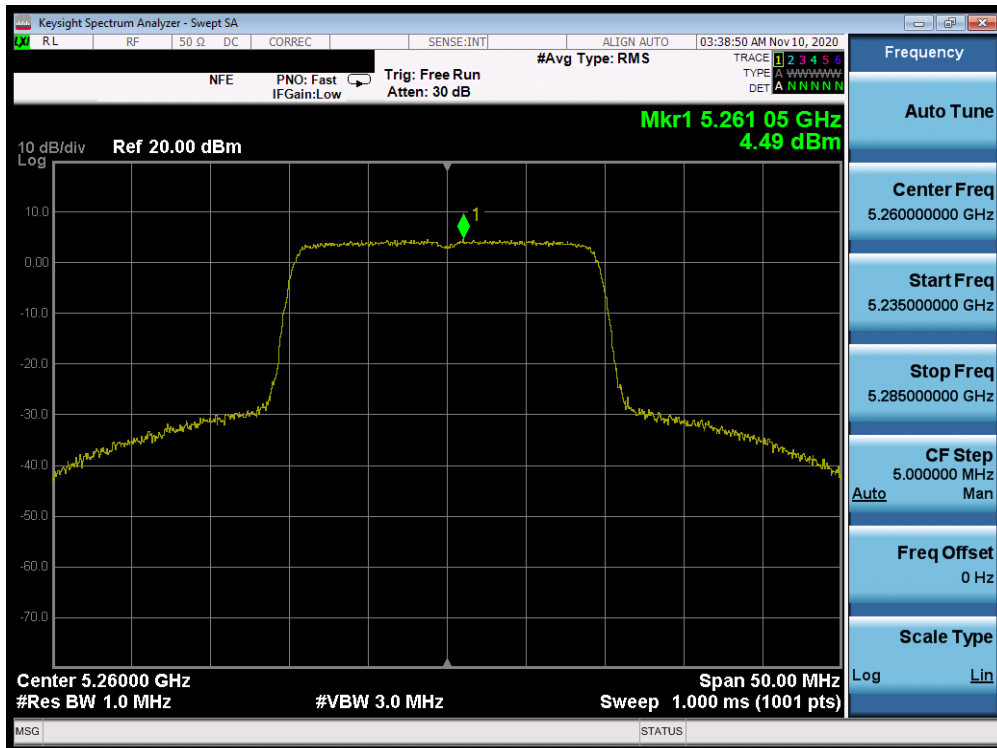 Keysight Spectrum Analyzer - Swept SA
LXI RL RF 50 Ω DC CORREC SENSE:INT ALIGN AUTO 03:38:50 AM Nov 10, 2020
NFE PNO: Fast Trig: Free Run #Avg Type: RMS TRACE 1 2 3 4 5 6
IFGain:Low Atten: 30 dB TYPE A WWWWW
DET A N N N N N
Frequency
Mkr1 5.261 05 GHz
4.49 dBm
10 dB/div Ref 20.00 dBm
Log
1
10.0
0.00
-10.0
-20.0
-30.0
-40.0
-50.0
-60.0
-70.0
Center 5.26000 GHz Span 50.00 MHz
#Res BW 1.0 MHz #VBW 3.0 MHz Sweep 1.000 ms (1001 pts)
Auto Tune
Center Freq
5.260000000 GHz
Start Freq
5.235000000 GHz
Stop Freq
5.285000000 GHz
CF Step
5.000000 MHz
Auto Man
Freq Offset
0 Hz
Scale Type
Log Lin
MSG STATUS